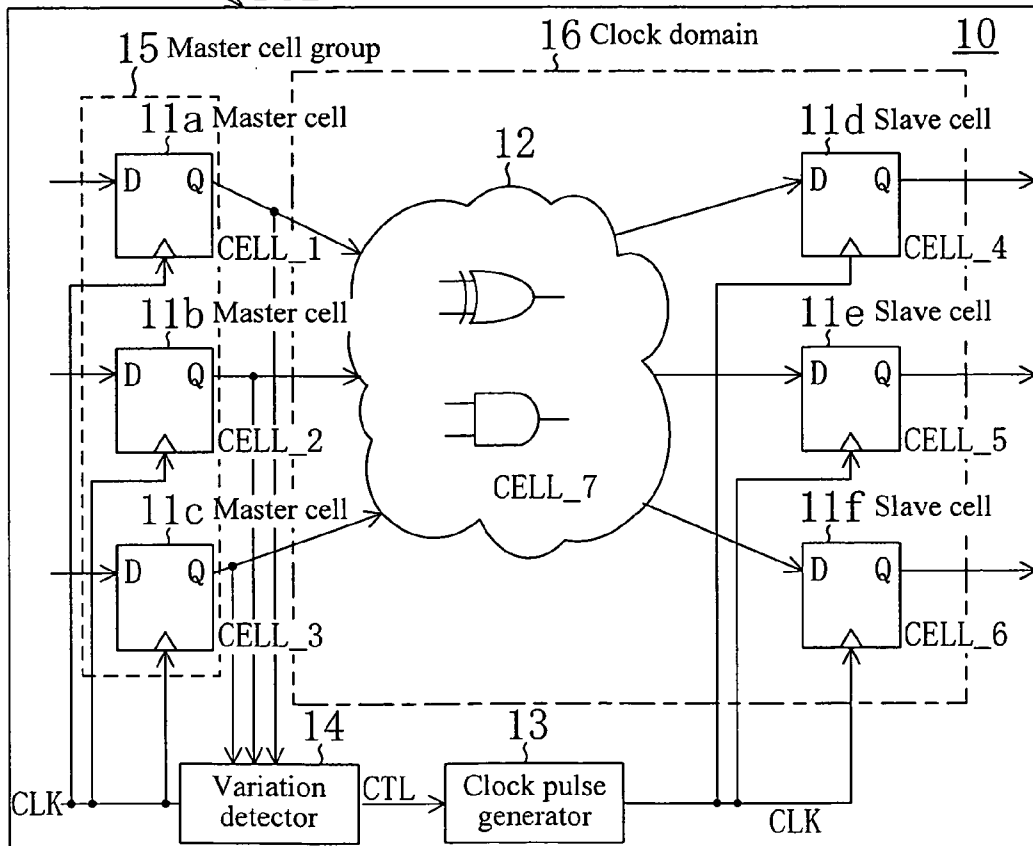 10
15 Master cell group
16 Clock domain
11a Master cell
D Q
CELL_1
11b Master cell
D Q
CELL_2
11c Master cell
D Q
CELL_3
12
CELL_7
11d Slave cell
D Q
CELL_4
11e Slave cell
D Q
CELL_5
11f Slave cell
D Q
CELL_6
14
Variation
detector
CTL
13
Clock pulse
generator
CLK
CLK